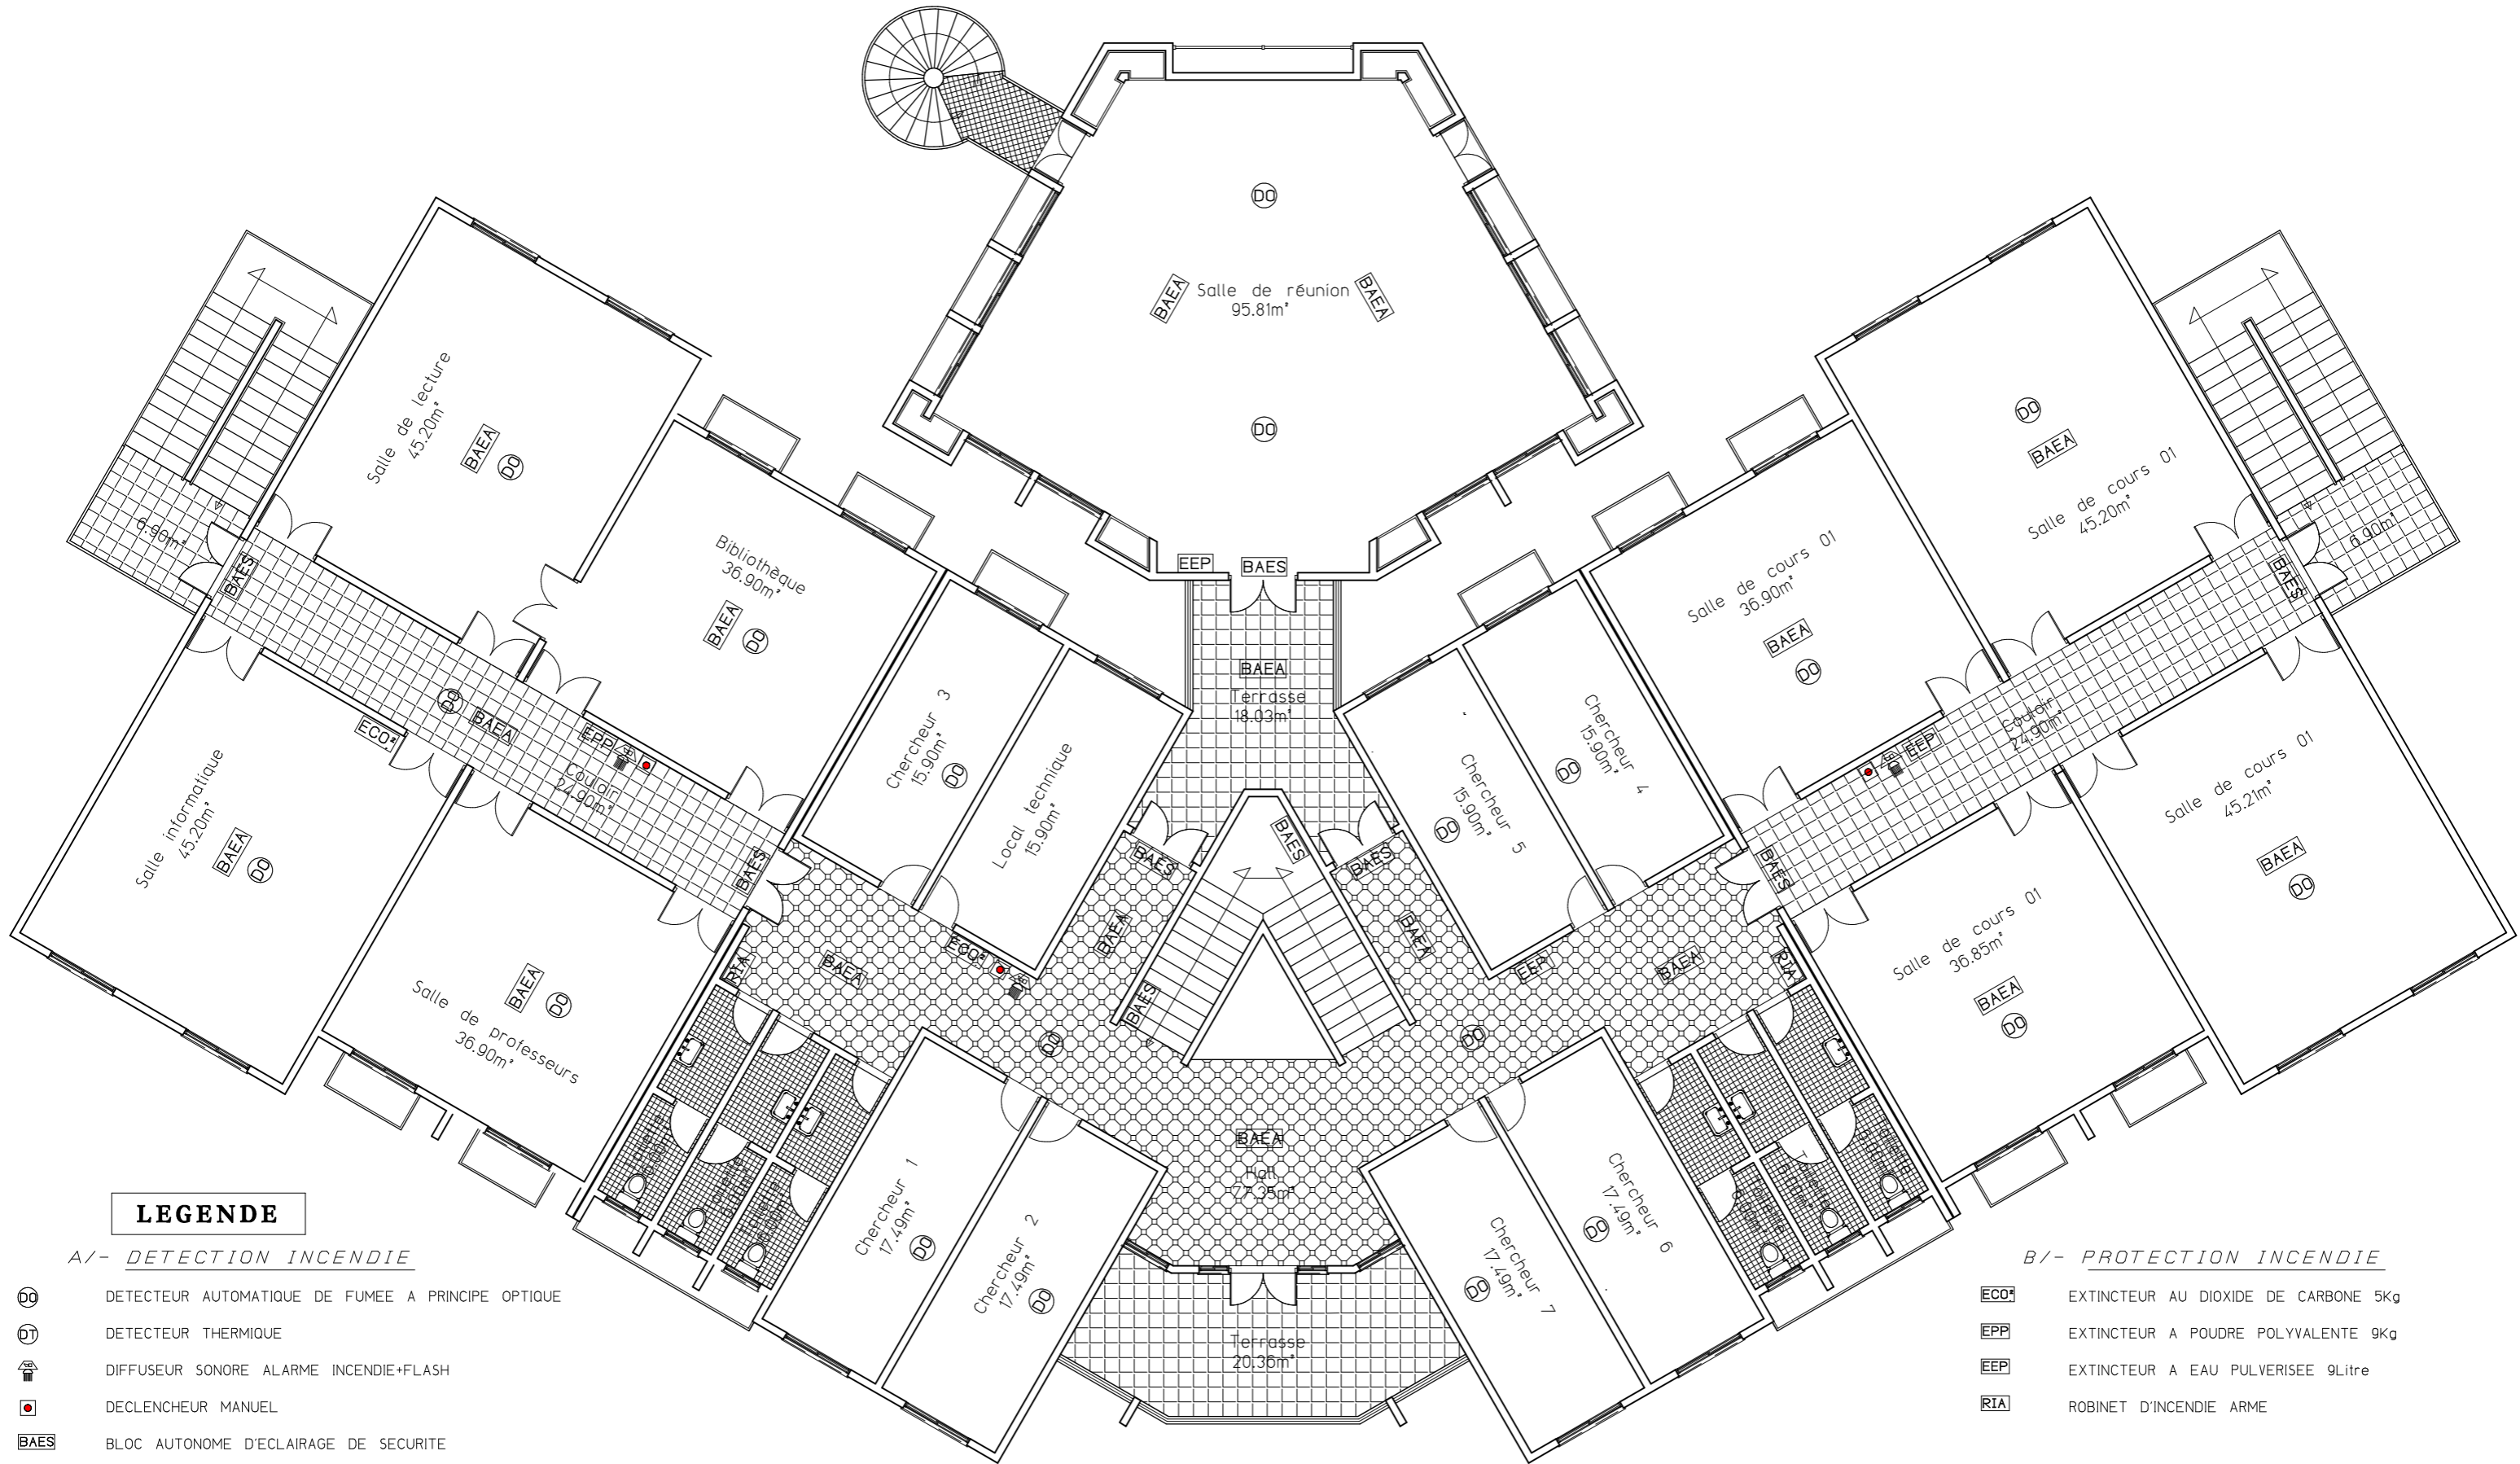 DO
Salle de réunion
95.81m²
BAEA
BAEA
DO
EEP
BAES
BAEA
Terrasse
18.03m²
Salle de lecture
45.20m²
BAEA
DO
6.90m²
BAES
Bibliothèque
36.90m²
BAEA
DO
DO
BAEA
ECO²
EPP
Couloir
24.90m²
BAES
Salle informatique
45.20m²
BAEA
DO
Salle de professeurs
36.90m²
BAEA
DO
Chercheur 3
15.90m²
DO
Local technique
15.90m²
RIA
BAEA
ECO²
BAES
BAEA
BAES
DO
BAES
BAES
BAEA
Chercheur 5
15.90m²
DO
Chercheur 4
15.90m²
DO
EEP
BAEA
RIA
DO
Salle de cours 01
36.90m²
BAEA
DO
DO
BAEA
Salle de cours 01
45.20m²
6.90m²
BAES
Couloir
24.90m²
EEP
BAES
Salle de cours 01
45.21m²
BAEA
DO
Salle de cours 01
36.85m²
BAEA
DO
Chercheur 1
17.49m²
DO
Chercheur 2
17.49m²
DO
BAEA
Hall
77.35m²
Terrasse
20.36m²
Chercheur 7
17.49m²
DO
Chercheur 6
17.49m²
DO
LEGENDE
A/- DETECTION INCENDIE
DO DETECTEUR AUTOMATIQUE DE FUMEE A PRINCIPE OPTIQUE
DT DETECTEUR THERMIQUE
DIFFUSEUR SONORE ALARME INCENDIE+FLASH
DECLENCHEUR MANUEL
BAES BLOC AUTONOME D'ECLAIRAGE DE SECURITE
B/- PROTECTION INCENDIE
ECO² EXTINCTEUR AU DIOXIDE DE CARBONE 5Kg
EPP EXTINCTEUR A POUDRE POLYVALENTE 9Kg
EEP EXTINCTEUR A EAU PULVERISEE 9Litre
RIA ROBINET D'INCENDIE ARME